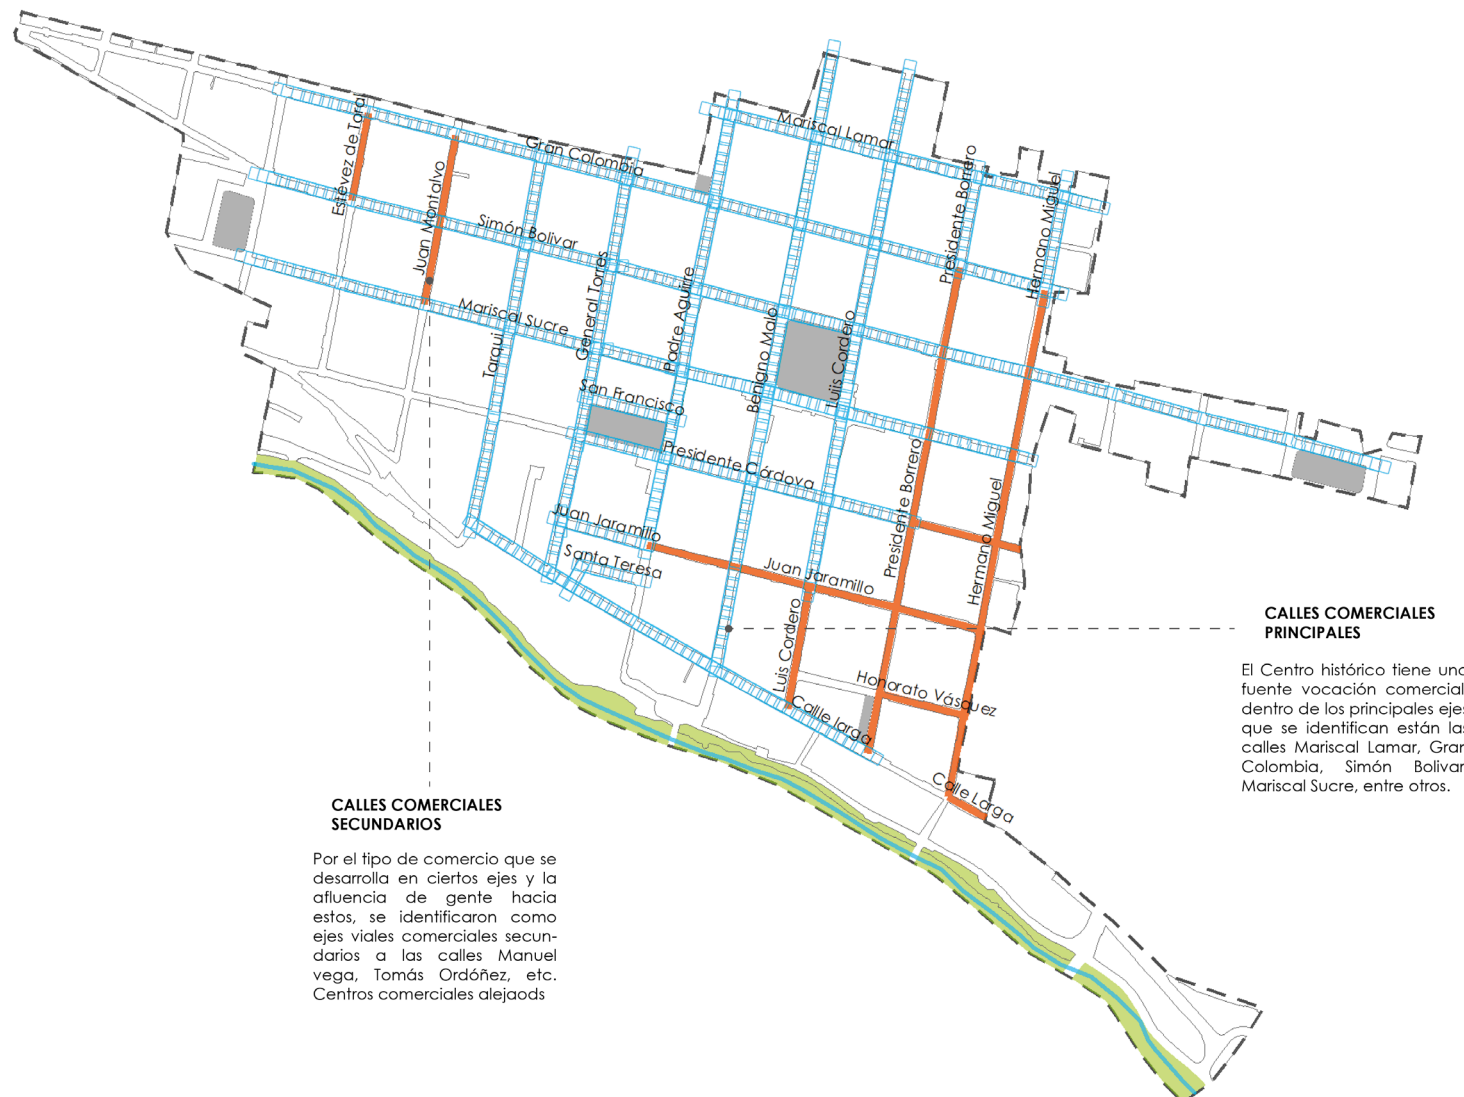 Mariscal Lamar
Gran Colombia
Estévez de Toral
Juan Montalvo
Presidente Borrero
Hermano Miguel
Simón Bolivar
General Torres
Padre Aguirre
Mariscal Sucre
Tarqui
Benigno Malo
Luiis Cordero
San Francisco
Presidente Córdova
Presidente Borrero
Hermano Miguel
Juan Jaramillo
Santa Teresa
Juan Jaramillo
Luis Cordero
Honorato Vásquez
Calle larga
Calle Larga
CALLES COMERCIALES
PRINCIPALES
El Centro histórico tiene una
fuente vocación comercial
dentro de los principales ejes
que se identifican están las
calles Mariscal Lamar, Gran
Colombia, Simón Bolivar
Mariscal Sucre, entre otros.
CALLES COMERCIALES
SECUNDARIOS
Por el tipo de comercio que se
desarrolla en ciertos ejes y la
afluencia de gente hacia
estos, se identificaron como
ejes viales comerciales secun-
darios a las calles Manuel
vega, Tomás Ordóñez, etc.
Centros comerciales alejaods